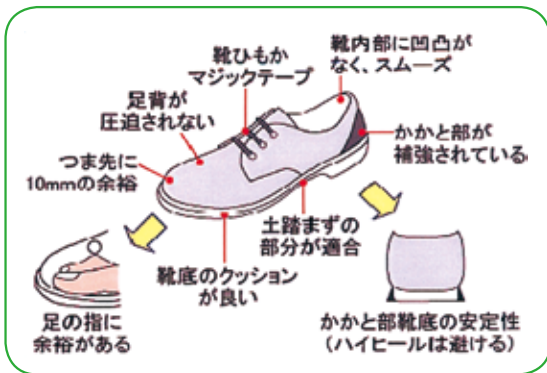 靴ひもか
マジックテープ
靴内部に凹凸が
なく、スムーズ
足背が
圧迫されない
かかと部が
補強されている
つま先に
10mmの余裕
土踏まずの
部分が適合
靴底のクッション
が良い
足の指に
余裕がある
かかと部靴底の安定性
（ハイヒールは避ける）